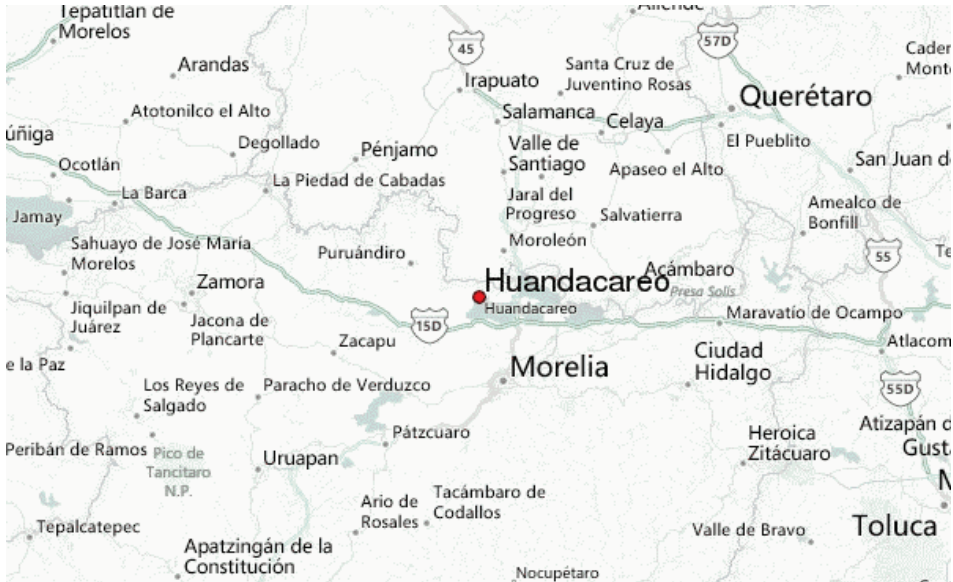 Tepatitlán de
Morelos
Allende
45
57D
Arandas
Irapuato
Santa Cruz de
Juventino Rosas
Querétaro
Atotonilco el Alto
Salamanca
Celaya
El Pueblito
Degollado
Pénjamo
Valle de
Santiago
Apaseo el Alto
San Juan d
Ocotlán
La Barca
La Piedad de Cabadas
Jaral del
Progreso
Salvatierra
Amealco de
Bonfill
Jamay
Sahuayo de José María
Morelos
Puruándiro
Moroleón
55
Zamora
Huandacareo
Acámbaro
Presa Solís
Huandacareo
Jiquilpan de
Juárez
Jacona de
Plancarte
15D
Maravatío de Ocampo
Zacapu
Atlacom
e la Paz
Morelia
Ciudad
Hidalgo
Los Reyes de
Salgado
Paracho de Verduzco
55D
Peribán de Ramos
Pico de
Tancitaro
N.P.
Uruapan
Pátzcuaro
Heroica
Zitácuaro
Atizapán d
Gust
Ario de
Rosales
Tacámbaro de
Codallos
Tepalcatepec
Valle de Bravo
Toluca
Apatzingán de la
Constitución
Nocupétaro